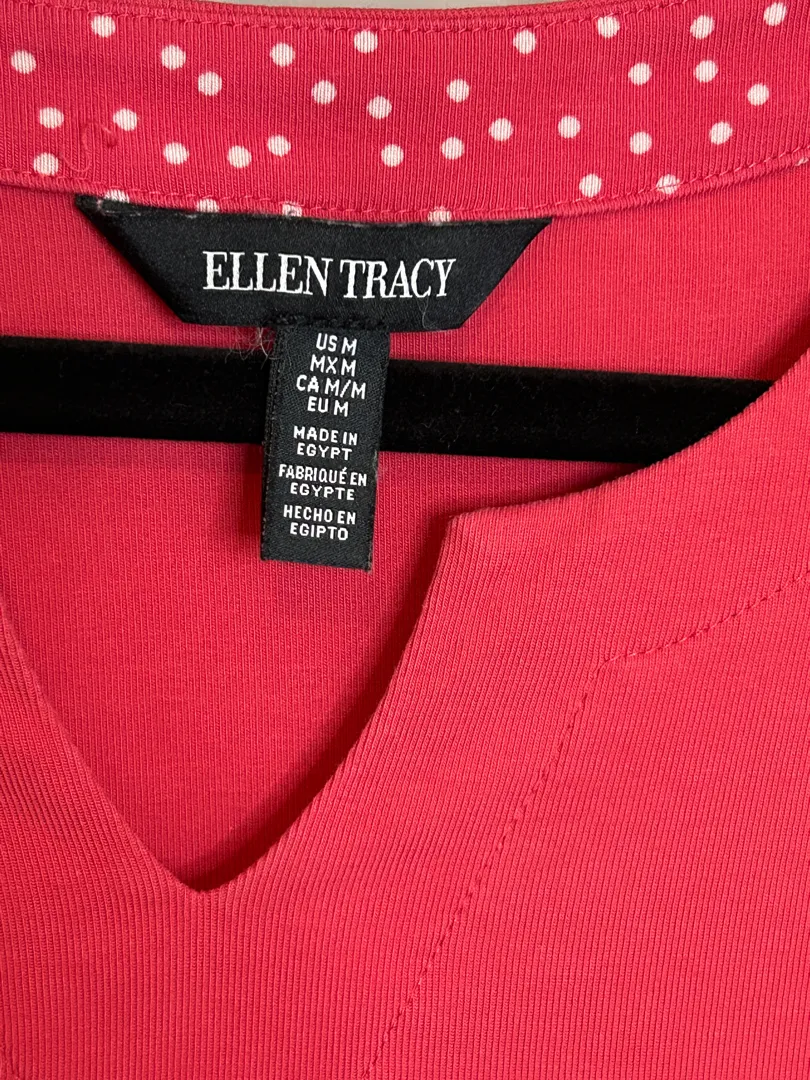 ELLEN TRACY
US M
MX M
CA M/M
EU M
MADE IN
EGYPT
FABRIQUÉ EN
EGYPTE
HECHO EN
EGIPTO